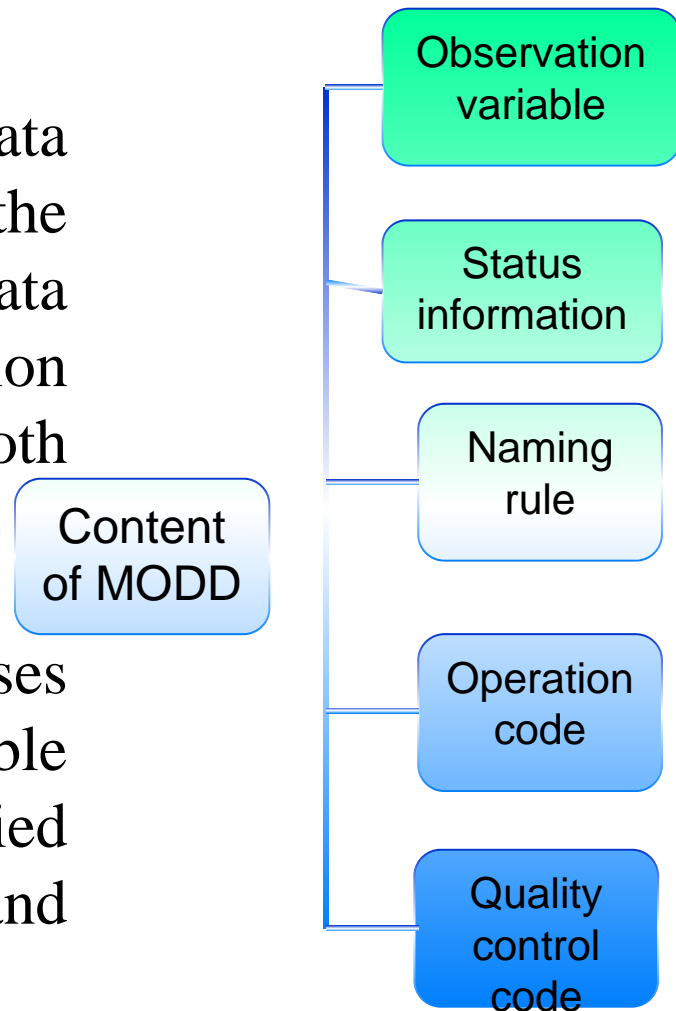 ata
the
ata
ion
oth
ses
ble
ied
and
Content
of MODD
Observation
variable
Status
information
Naming
rule
Operation
code
Quality
control
code